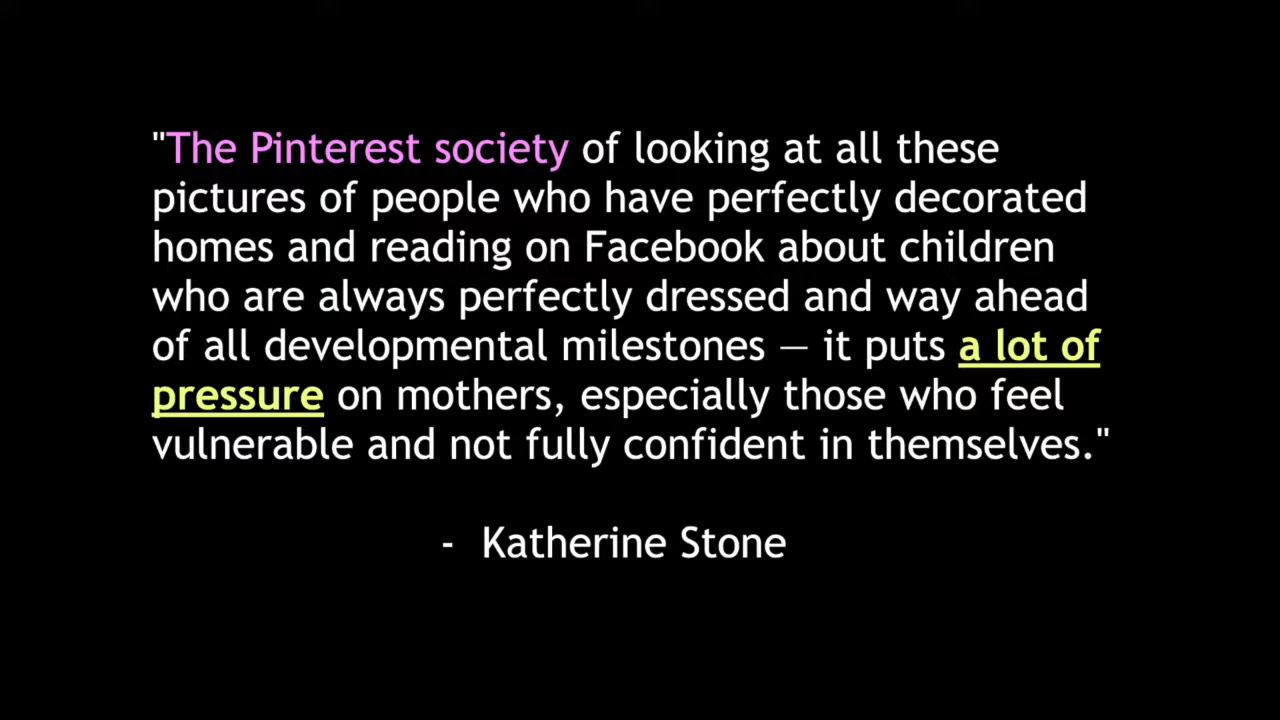 "The Pinterest society of looking at all these
pictures of people who have perfectly decorated
homes and reading on Facebook about children
who are always perfectly dressed and way ahead
of all developmental milestones — it puts a lot of
pressure on mothers, especially those who feel
vulnerable and not fully confident in themselves."
- Katherine Stone